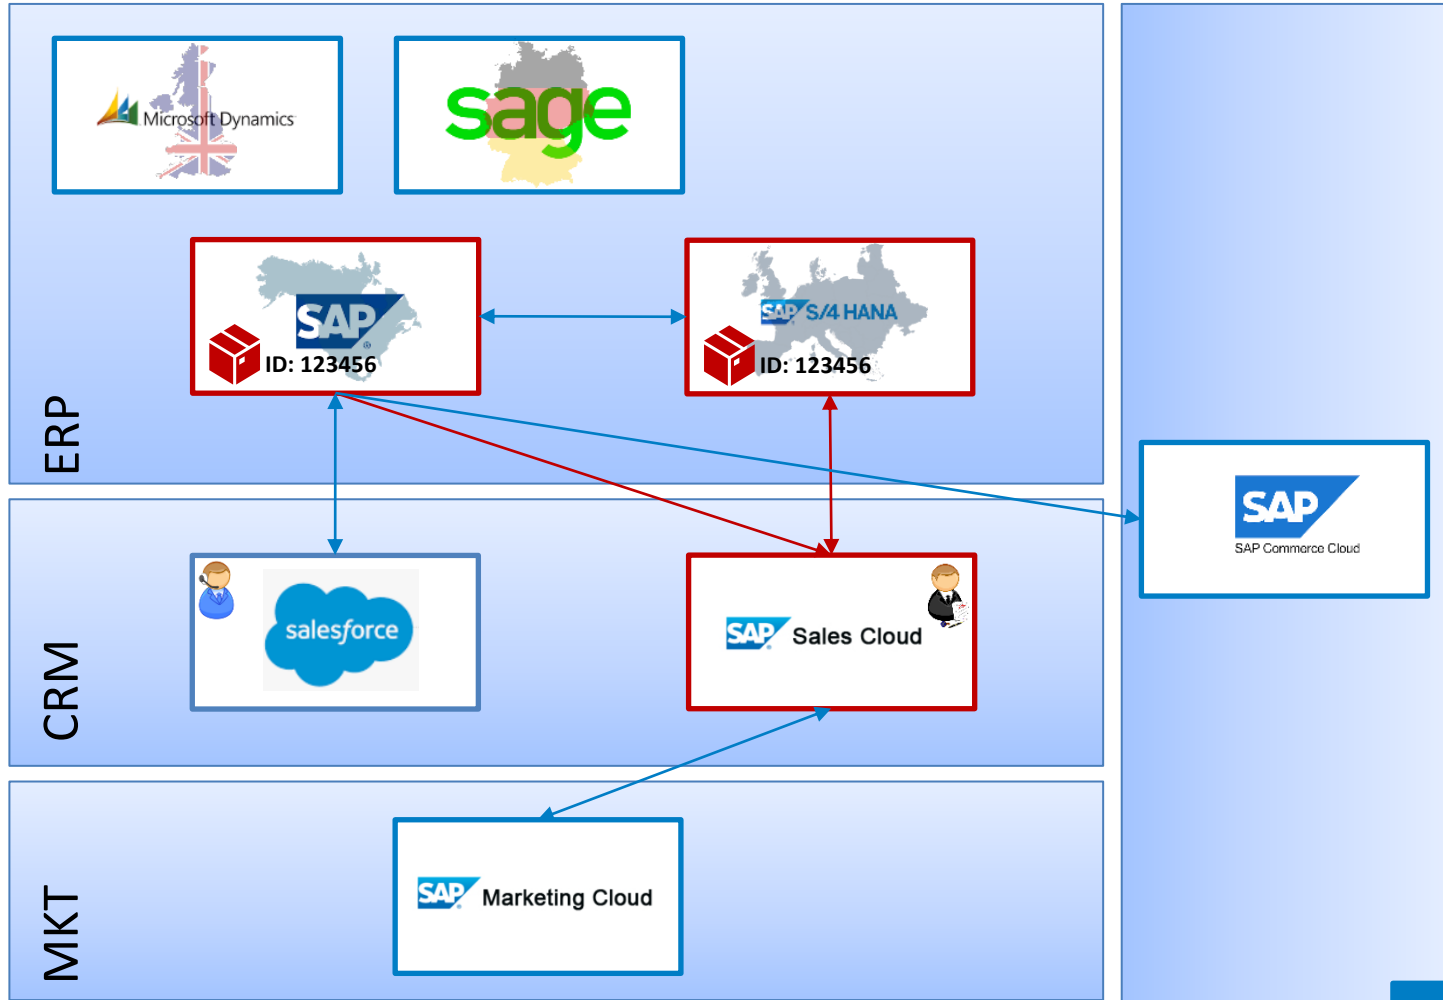 Microsoft Dynamics
sage
SAP
®
ID: 123456
SAP S/4 HANA
ID: 123456
ERP
SAP
SAP Commerce Cloud
salesforce
SAP Sales Cloud
CRM
SAP Marketing Cloud
MKT